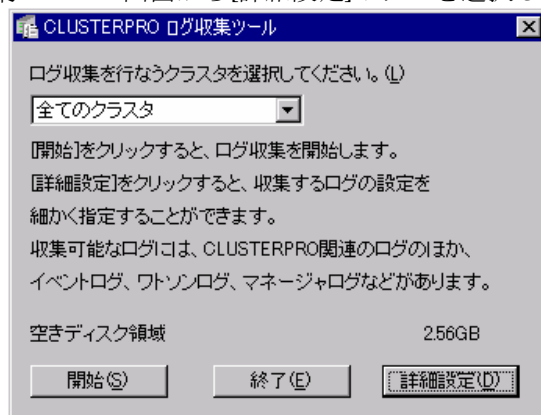 CLUSTERPRO ログ収集ツール
ログ収集を行なうクラスタを選択してください。(L)
全てのクラスタ
[開始]をクリックすると、ログ収集を開始します。
[詳細設定]をクリックすると、収集するログの設定を
細かく指定することができます。
収集可能なログには、CLUSTERPRO関連のログのほか、
イベントログ、ワトソンログ、マネージャログなどがあります。
空きディスク領域 2.56GB
開始(S) 終了(E) 詳細設定(D)